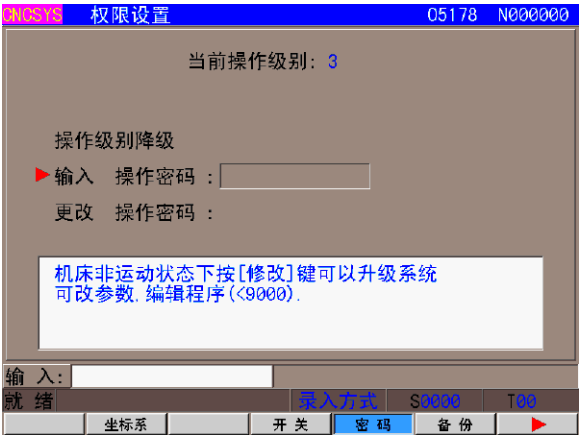 CNCSYS 权限设置 O5178 N000000
当前操作级别: 3
操作级别降级
输入 操作密码 :
更改 操作密码 :
机床非运动状态下按[修改]键可以升级系统
可改参数.编辑程序(<9000).
输 入:
就 绪 录入方式 S0000 T00
坐标系 开 关 密 码 备 份